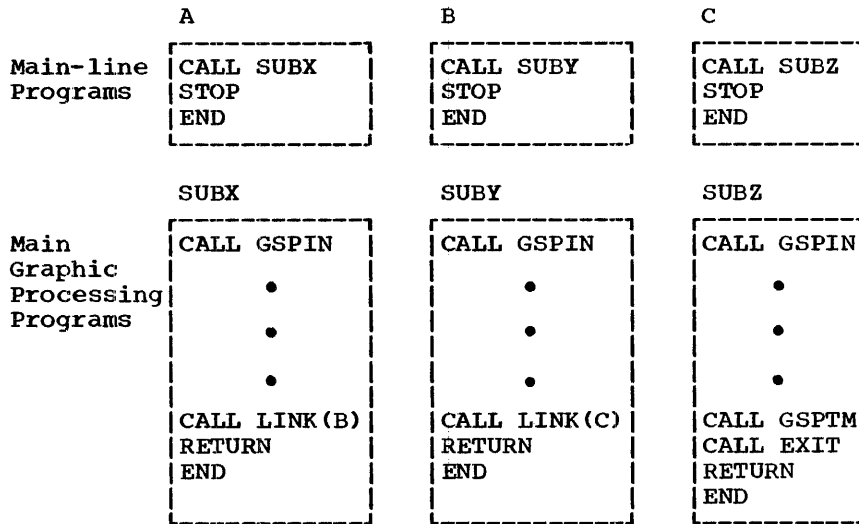 A B C
Main-line CALL SUBX CALL SUBY CALL SUBZ
Programs STOP STOP STOP
END END END
SUBX SUBY SUBZ
Main CALL GSPIN CALL GSPIN CALL GSPIN
Graphic
Processing
Programs
CALL LINK(B) CALL LINK(C) CALL GSPTM
RETURN RETURN CALL EXIT
END END RETURN
END